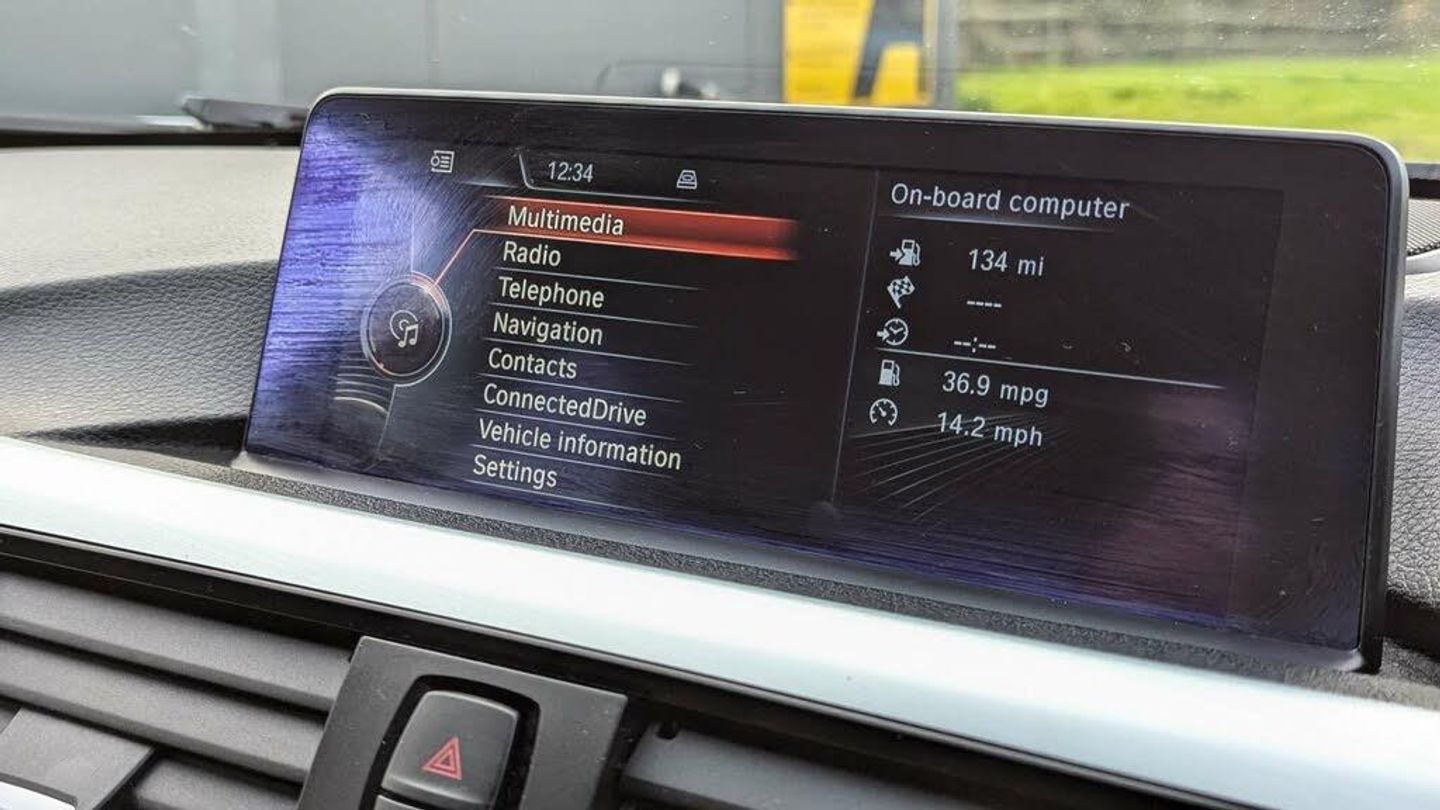 12:34
Multimedia
Radio
Telephone
Navigation
Contacts
ConnectedDrive
Vehicle information
Settings
On-board computer
134 mi
----
--:--
36.9 mpg
14.2 mph